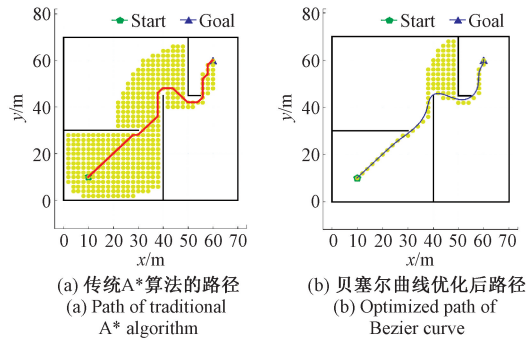 Start Goal
Start Goal
80
60
40
20
0
y/m
0 10 20 30 40 50 60 70
x/m
80
60
40
20
0
y/m
0 10 20 30 40 50 60 70
x/m
(a) 传统A*算法的路径
(a) Path of traditional
A* algorithm
(b) 贝塞尔曲线优化后路径
(b) Optimized path of
Bezier curve